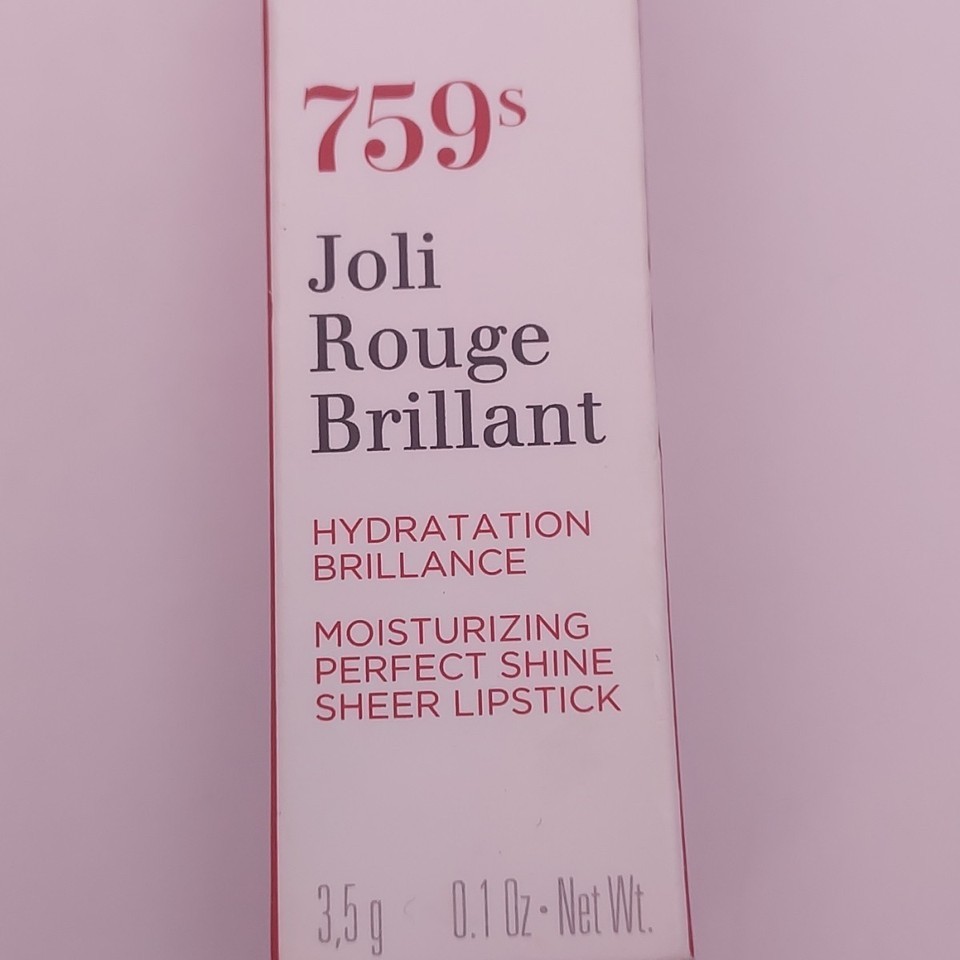 759s
Joli
Rouge
Brillant
HYDRATATION
BRILLANCE
MOISTURIZING
PERFECT SHINE
SHEER LIPSTICK
3,5 g 0.1 Oz • Net Wt.